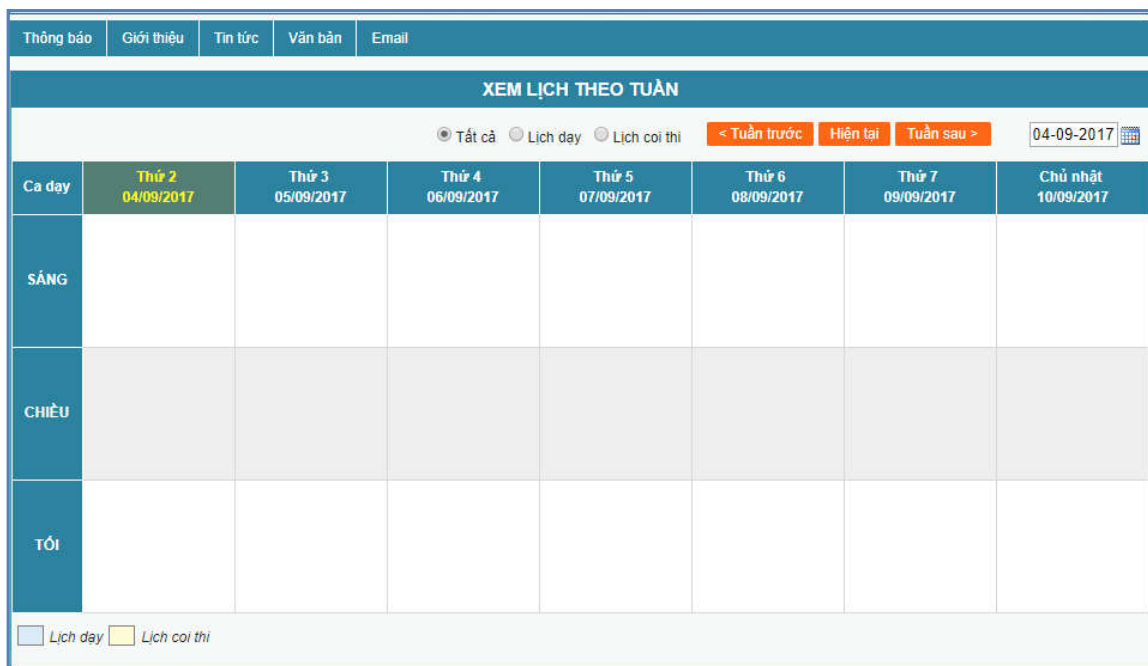 Thông báo Giới thiệu Tin tức Văn bản Email
XEM LỊCH THEO TUẦN
Tất cả Lịch dạy Lịch coi thi < Tuần trước Hiện tại Tuần sau > 04-09-2017
Ca dạy Thứ 2 Thứ 3 Thứ 4 Thứ 5 Thứ 6 Thứ 7 Chủ nhật
04/09/2017 05/09/2017 06/09/2017 07/09/2017 08/09/2017 09/09/2017 10/09/2017
SÁNG
CHIỀU
TỐI
Lịch dạy Lịch coi thi